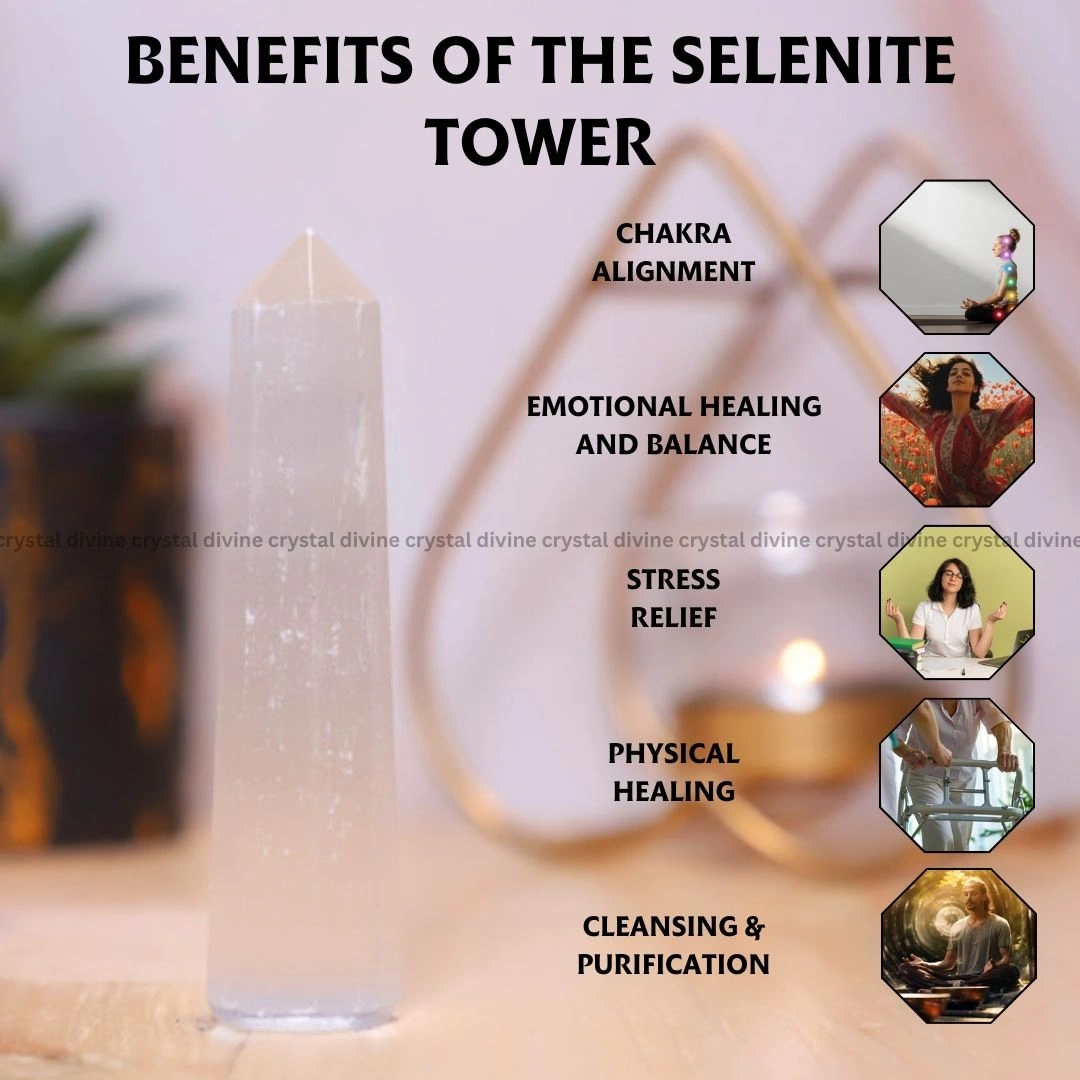 BENEFITS OF THE SELENITE
TOWER
CHAKRA
ALIGNMENT
EMOTIONAL HEALING
AND BALANCE
crystal divine crystal divine crystal divine crystal divine crystal divine crystal divine crystal divine crystal divine
STRESS
RELIEF
PHYSICAL
HEALING
CLEANSING &
PURIFICATION